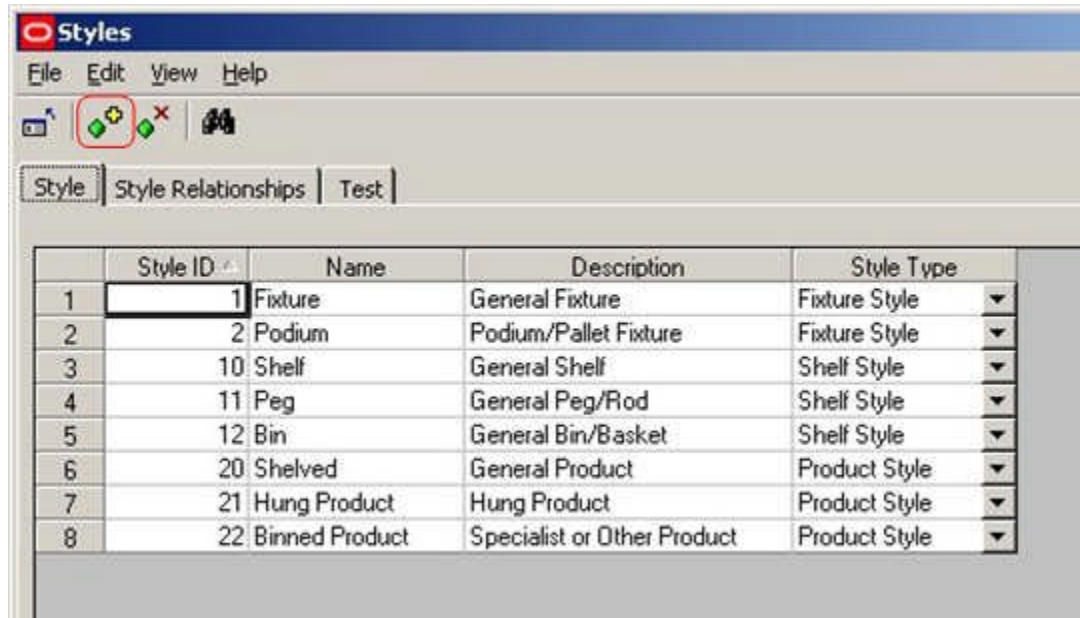 Styles
File Edit View Help
Style Style Relationships Test
Style ID Name Description Style Type
1 1 Fixture General Fixture Fixture Style
2 2 Podium Podium/Pallet Fixture Fixture Style
3 10 Shelf General Shelf Shelf Style
4 11 Peg General Peg/Rod Shelf Style
5 12 Bin General Bin/Basket Shelf Style
6 20 Shelved General Product Product Style
7 21 Hung Product Hung Product Product Style
8 22 Binned Product Specialist or Other Product Product Style